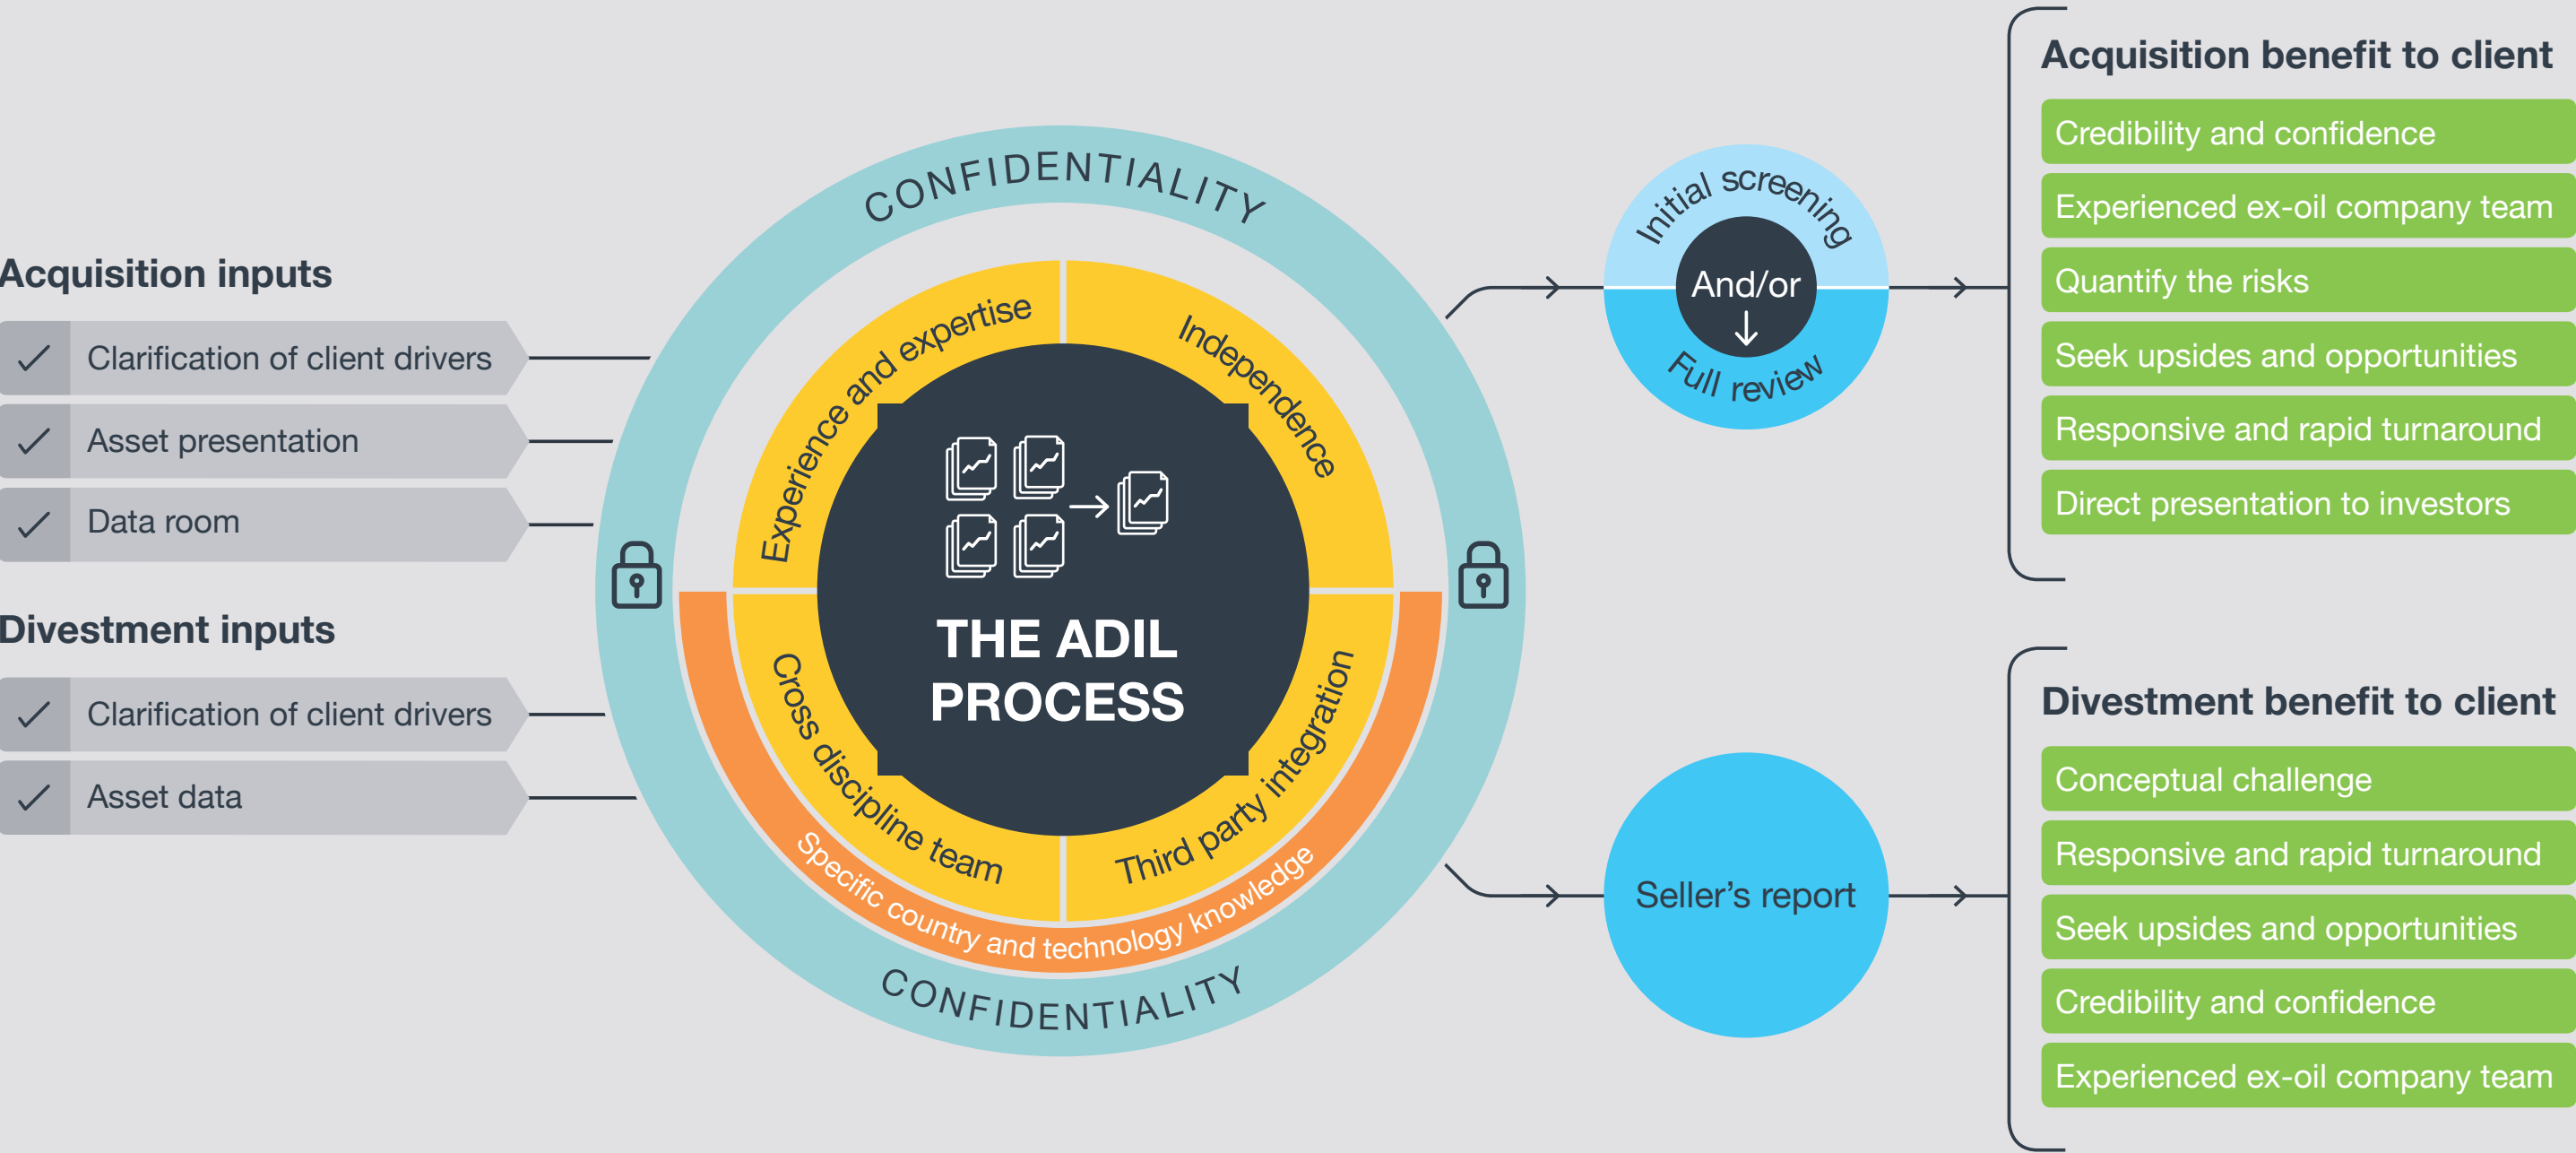 Acquisition inputs
Clarification of client drivers
Asset presentation
Data room
Divestment inputs
Clarification of client drivers
Asset data
CONFIDENTIALITY
Experience and expertise
Independence
THE ADIL
PROCESS
Cross discipline team
Third party integration
Specific country and technology knowledge
CONFIDENTIALITY
Initial screening
And/or
Full review
Seller’s report
Acquisition benefit to client
Credibility and confidence
Experienced ex-oil company team
Quantify the risks
Seek upsides and opportunities
Responsive and rapid turnaround
Direct presentation to investors
Divestment benefit to client
Conceptual challenge
Responsive and rapid turnaround
Seek upsides and opportunities
Credibility and confidence
Experienced ex-oil company team